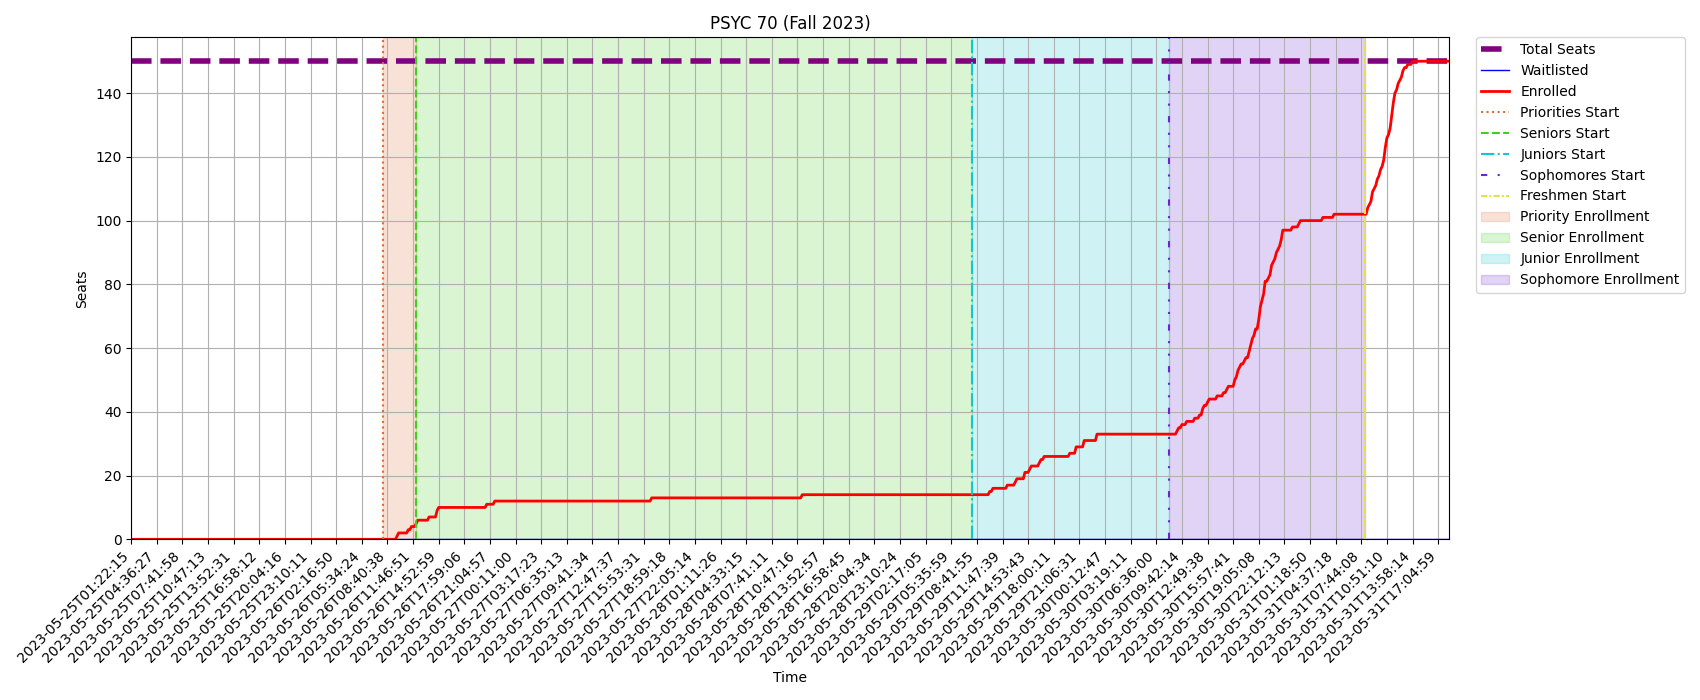 PSYC 70 (Fall 2023)
Total Seats
Waitlisted
Enrolled
Priorities Start
Seniors Start
Juniors Start
Sophomores Start
Freshmen Start
Priority Enrollment
Senior Enrollment
Junior Enrollment
Sophomore Enrollment
Seats
140
120
100
80
60
40
20
0
2023-05-25T01:22:15
2023-05-25T04:36:27
2023-05-25T07:41:58
2023-05-25T10:47:13
2023-05-25T13:52:31
2023-05-25T16:58:12
2023-05-25T20:04:16
2023-05-25T23:10:11
2023-05-26T02:16:50
2023-05-26T05:34:24
2023-05-26T08:40:38
2023-05-26T11:46:51
2023-05-26T14:52:59
2023-05-26T17:59:06
2023-05-26T21:04:57
2023-05-27T00:11:00
2023-05-27T03:17:23
2023-05-27T06:35:13
2023-05-27T09:41:34
2023-05-27T12:47:37
2023-05-27T15:53:31
2023-05-27T18:59:18
2023-05-27T22:05:14
2023-05-28T01:11:26
2023-05-28T04:33:15
2023-05-28T07:41:11
2023-05-28T10:47:16
2023-05-28T13:52:57
2023-05-28T16:58:45
2023-05-28T20:04:34
2023-05-28T23:10:24
2023-05-29T02:17:05
2023-05-29T05:35:59
2023-05-29T08:41:55
2023-05-29T11:47:39
2023-05-29T14:53:43
2023-05-29T18:00:11
2023-05-29T21:06:31
2023-05-30T00:12:47
2023-05-30T03:19:11
2023-05-30T06:36:00
2023-05-30T09:42:14
2023-05-30T12:49:38
2023-05-30T15:57:41
2023-05-30T19:05:08
2023-05-30T22:12:13
2023-05-31T01:18:50
2023-05-31T04:37:18
2023-05-31T07:44:08
2023-05-31T10:51:10
2023-05-31T13:58:14
2023-05-31T17:04:59
Time